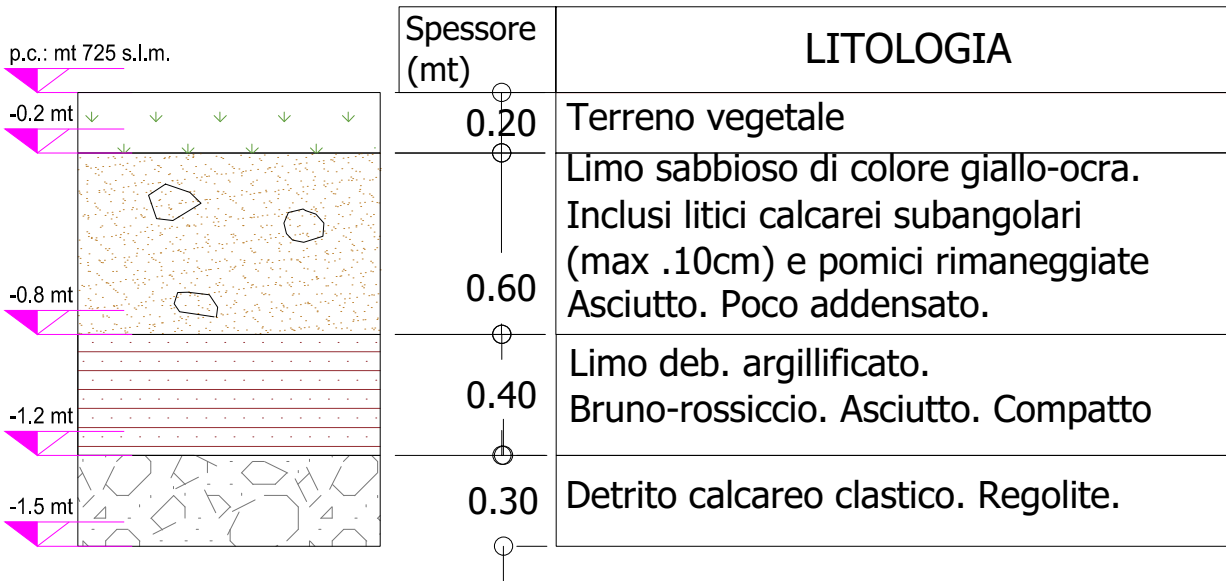 Spessore
(mt)
LITOLOGIA
p.c.: mt 725 s.l.m.
-0.2 mt
0.20
Terreno vegetale
Limo sabbioso di colore giallo-ocra.
Inclusi litici calcarei subangolari
(max .10cm) e pomici rimaneggiate
Asciutto. Poco addensato.
-0.8 mt
0.60
Limo deb. argillificato.
Bruno-rossiccio. Asciutto. Compatto
0.40
-1.2 mt
-1.5 mt
0.30
Detrito calcareo clastico. Regolite.